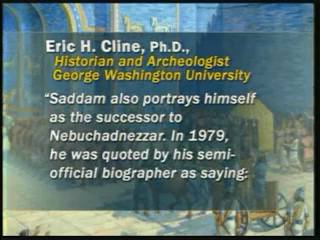 Eric H. Cline, Ph.D.,
Historian and Archeologist
George Washington University
“Saddam also portrays himself
as the successor to
Nebuchadnezzar. In 1979,
he was quoted by his semi-
official biographer as saying: